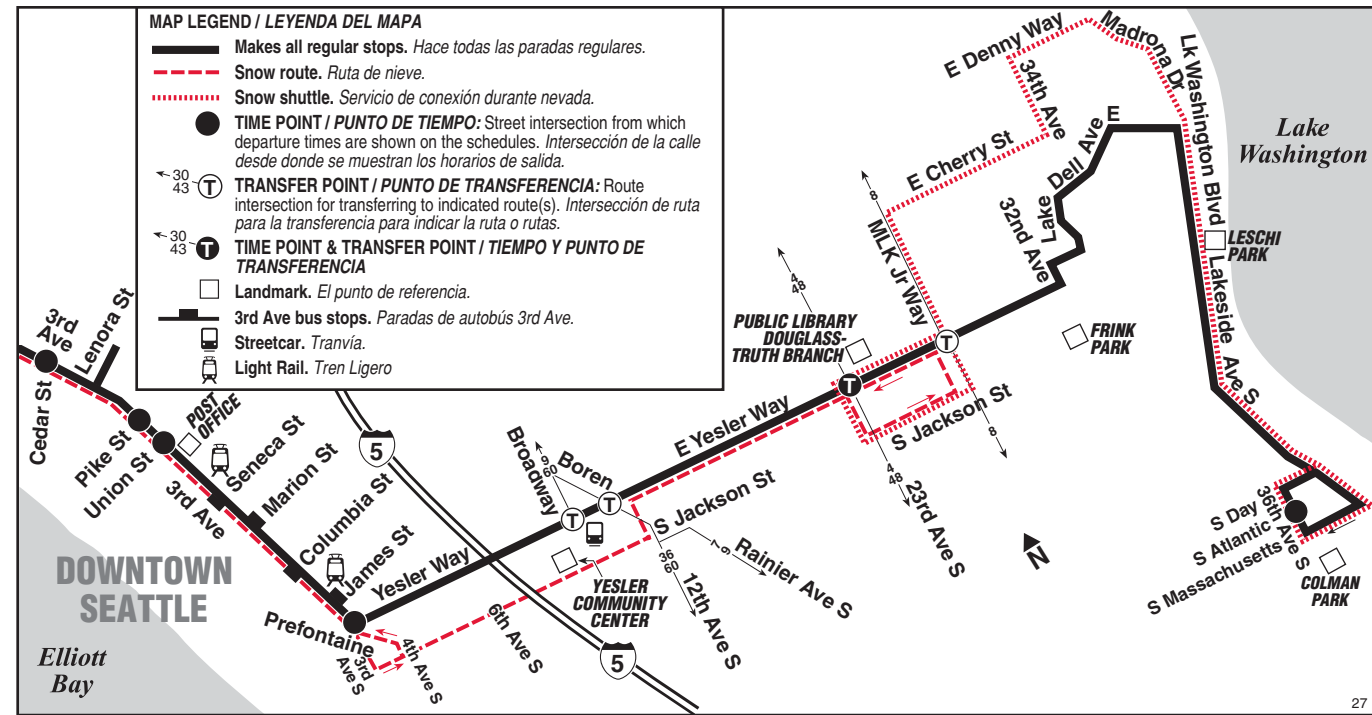 MAP LEGEND / LEYENDA DEL MAPA
Makes all regular stops. Hace todas las paradas regulares.
Snow route. Ruta de nieve.
Snow shuttle. Servicio de conexión durante nevada.
TIME POINT / PUNTO DE TIEMPO: Street intersection from which
departure times are shown on the schedules. Intersección de la calle
desde donde se muestran los horarios de salida.
30
43
T
TRANSFER POINT / PUNTO DE TRANSFERENCIA: Route
intersection for transferring to indicated route(s). Intersección de ruta
para la transferencia para indicar la ruta o rutas.
30
43
T
TIME POINT & TRANSFER POINT / TIEMPO Y PUNTO DE
TRANSFERENCIA
Landmark. El punto de referencia.
3rd Ave bus stops. Paradas de autobús 3rd Ave.
Streetcar. Tranvía.
Light Rail. Tren Ligero
E Denny Way
Madrona Dr
Lk Washington Blvd
34th Ave
E Cherry St
Lake
Washington
Lake Dell Ave E
32nd Ave
8
MLK Jr Way
4
48
LESCHI
PARK
Lakeside Ave S
PUBLIC LIBRARY
DOUGLASS-
TRUTH BRANCH
T
T
FRINK
PARK
3rd
Ave
Lenora St
Cedar St
Pike St
Union St
POST
OFFICE
Seneca St
Marion St
3rd Ave
Columbia St
James St
5
Broadway
9
60
Boren
E Yesler Way
S Jackson St
8
T
T
S Jackson St
4
48
23rd Ave S
N
S Day
36th Ave S
S Atlantic
S Massachusetts
COLMAN
PARK
Yesler Way
7
9
Rainier Ave S
36
60
12th Ave S
YESLER
COMMUNITY
CENTER
DOWNTOWN
SEATTLE
Prefontaine
6th Ave S
3rd
Ave S
4th Ave S
5
Elliott
Bay
27